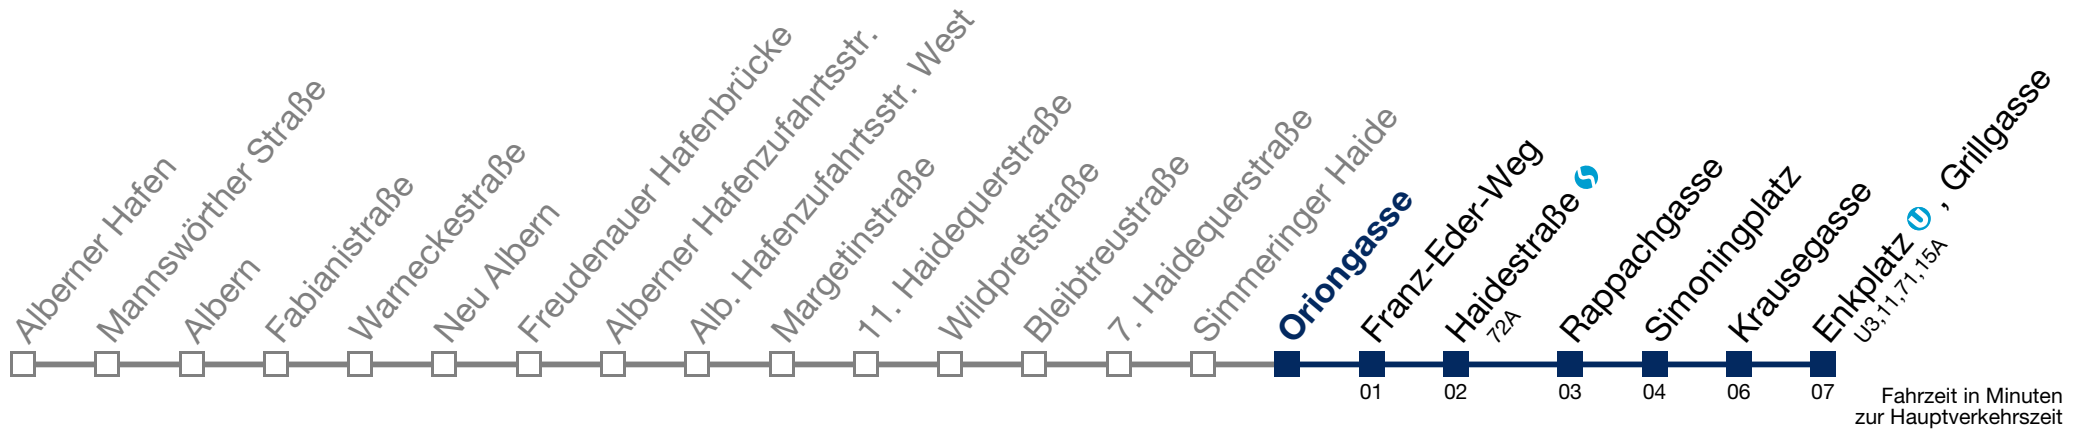 Alberner Hafen
Mannswörther Straße
Albern
Fabianistraße
Warneckestraße
Neu Albern
Freudenauer Hafenbrücke
Alberner Hafenzufahrtsstr.
Alb. Hafenzufahrtsstr. West
Margetinstraße
11. Haidequerstraße
Wildpretstraße
Bleibtreustraße
7. Haidequerstraße
Simmeringer Haide
Oriongasse
Franz-Eder-Weg
Haidestraße S
72A
Rappachgasse
Simoningplatz
Krausegasse
Enkplatz U , Grillgasse
U3,11,71,15A
01 02 03 04 06 07
Fahrzeit in Minuten
zur Hauptverkehrszeit